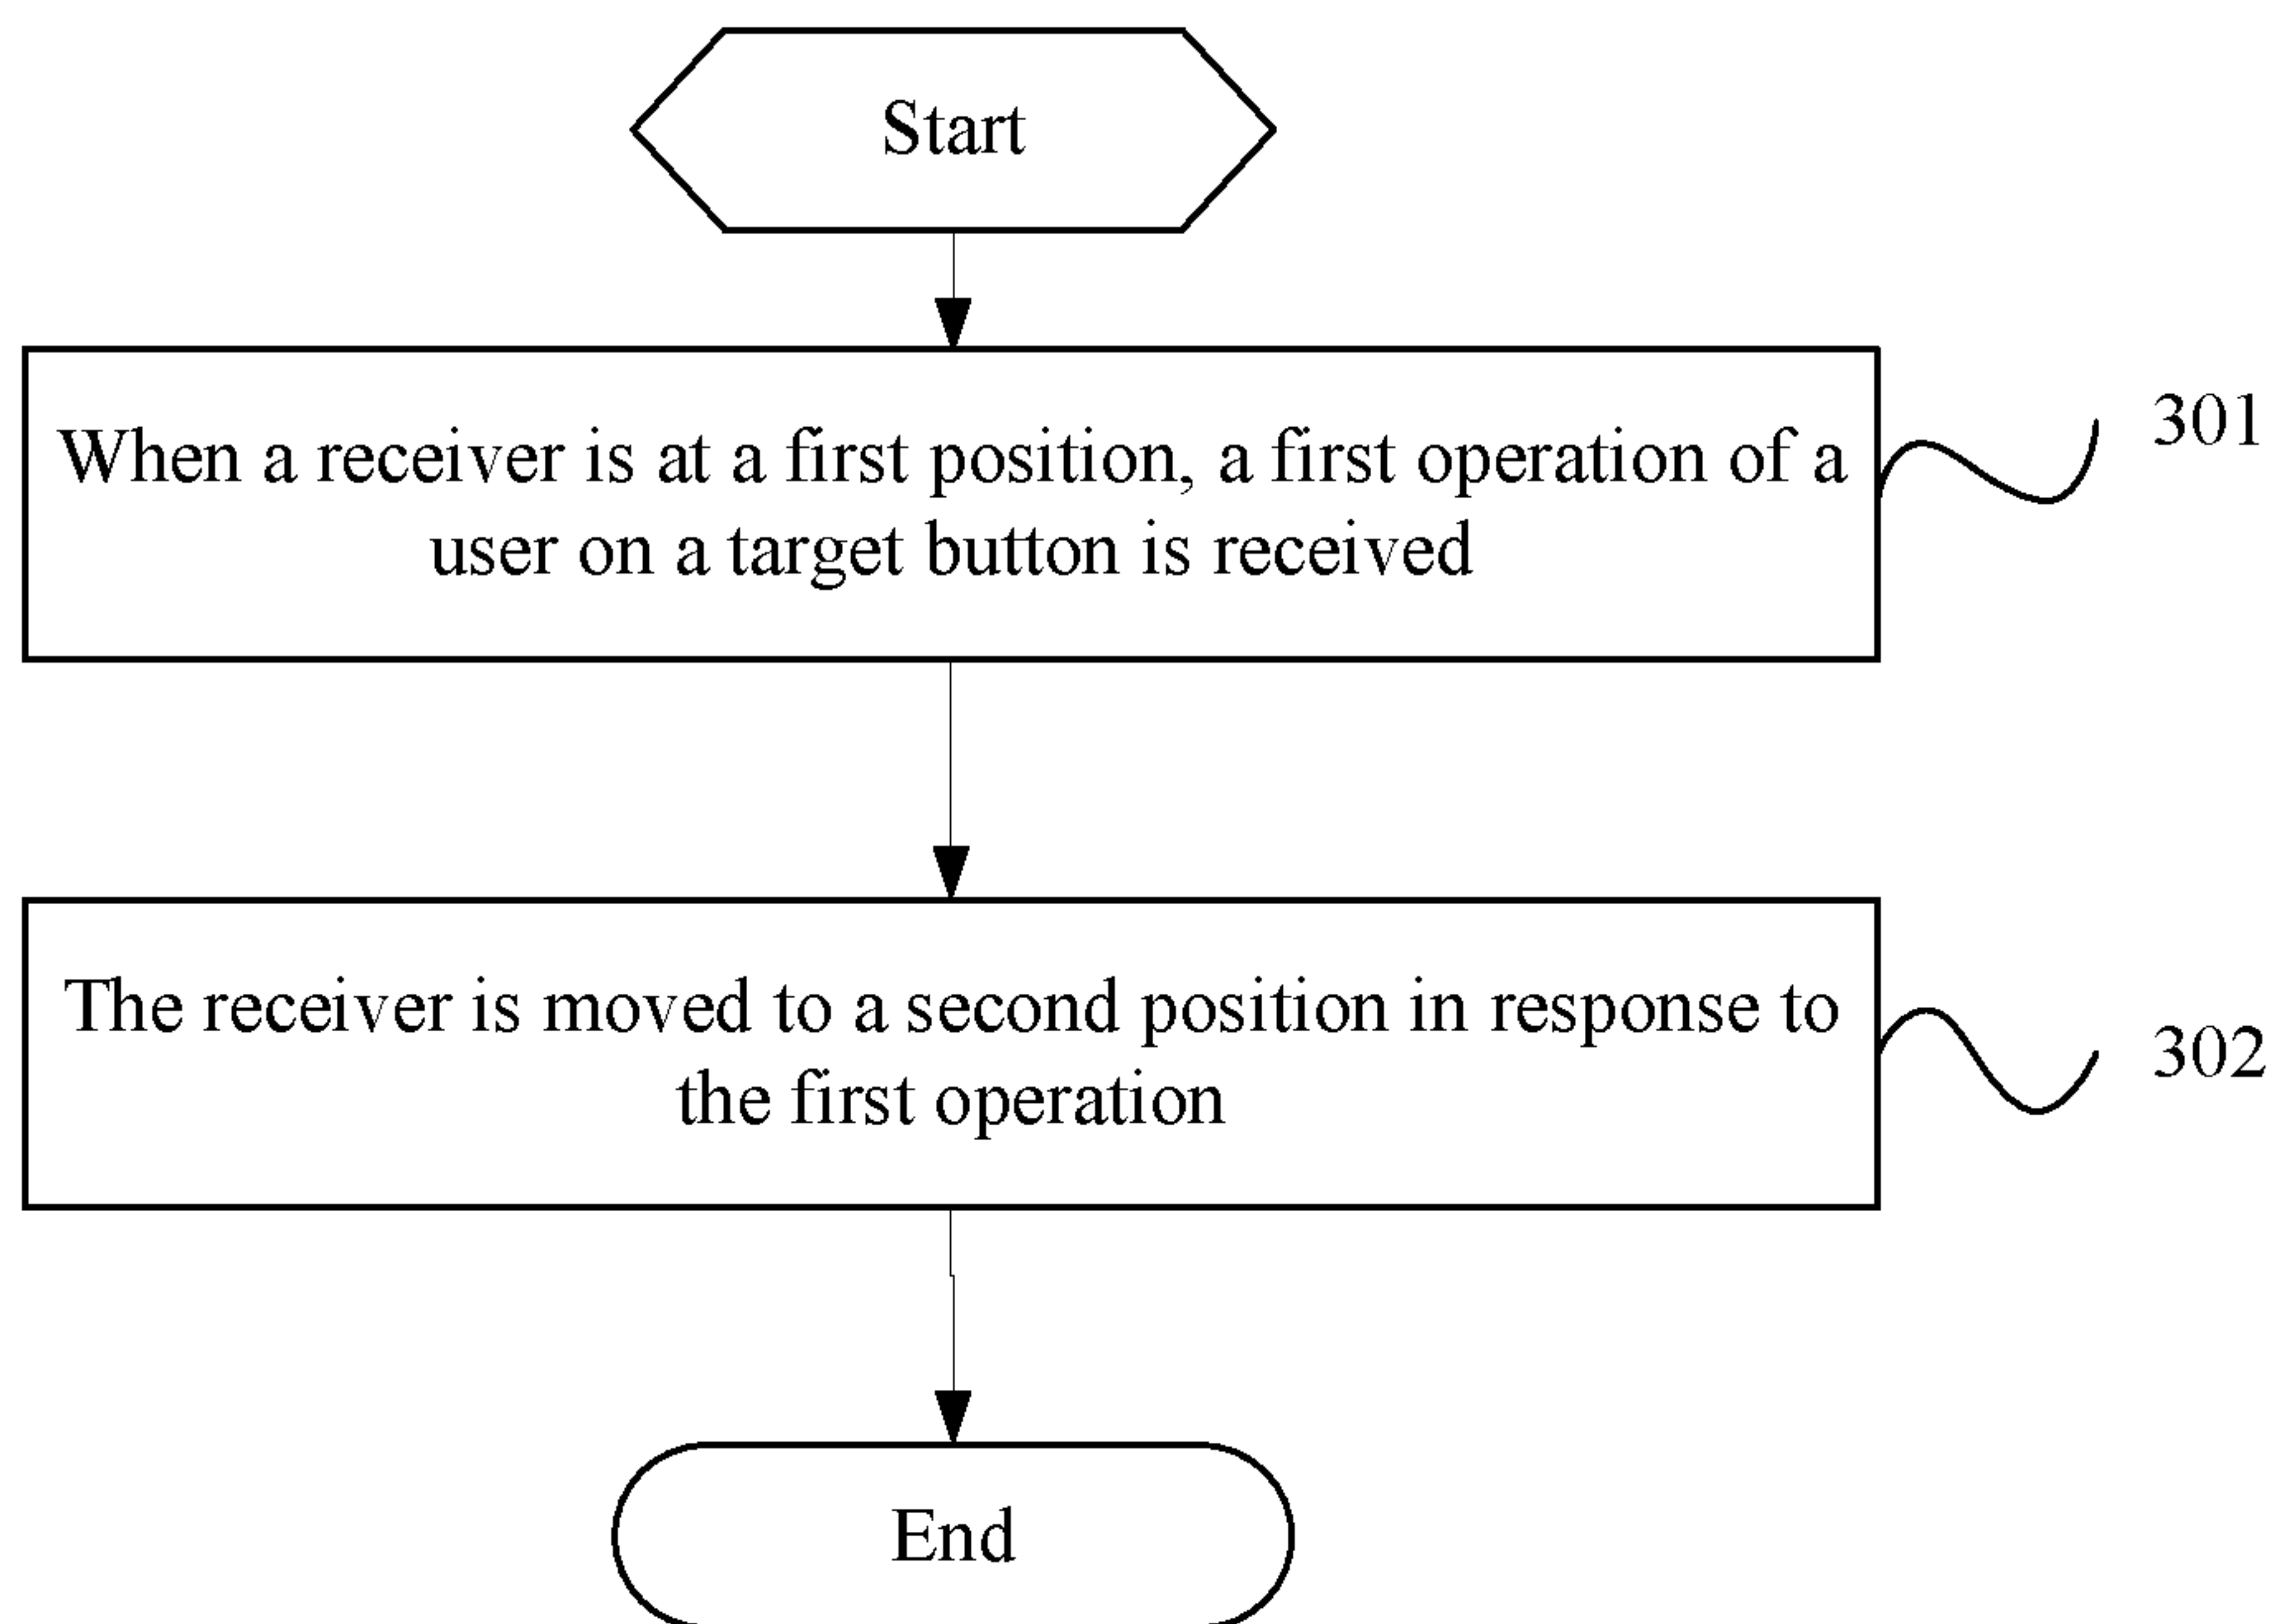 Start
When a receiver is at a first position, a first operation of a
user on a target button is received
301
The receiver is moved to a second position in response to
the first operation
302
End